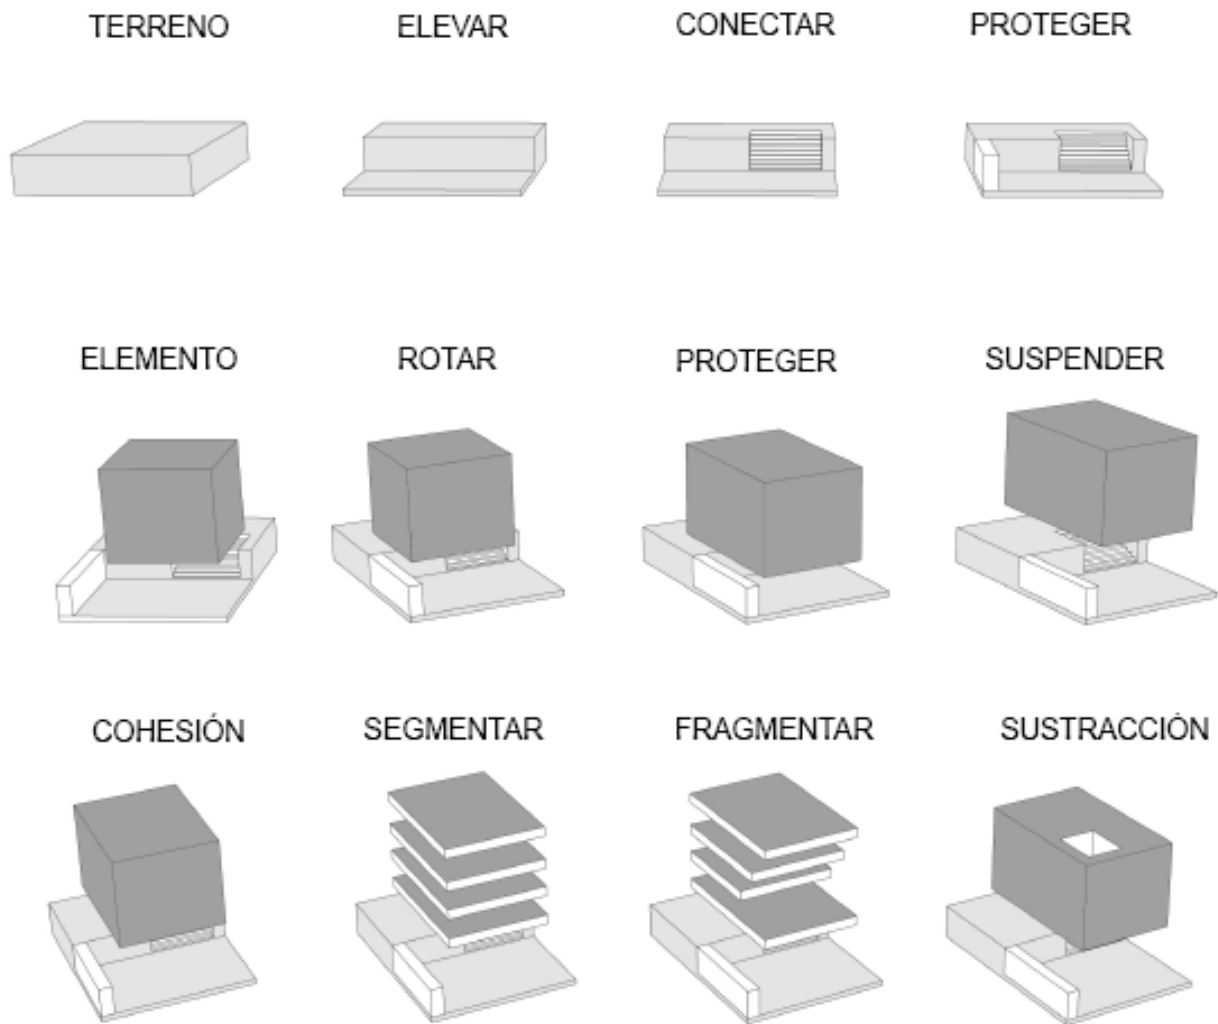 TERRENO
ELEVAR
CONECTAR
PROTEGER
ELEMENTO
ROTAR
PROTEGER
SUSPENDER
COHESIÓN
SEGMENTAR
FRAGMENTAR
SUSTRACCIÓN